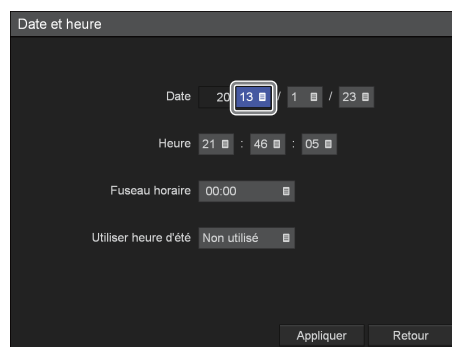 Date et heure
Date 20 13 / 1 / 23
Heure 21 : 46 : 05
Fuseau horaire 00:00
Utiliser heure d'été Non utilisé
Appliquer Retour